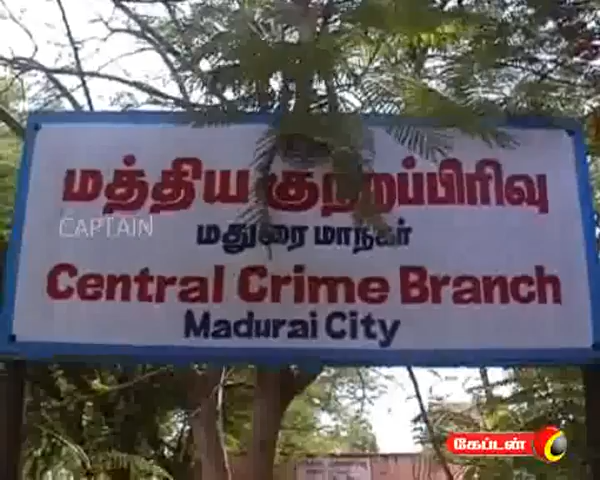 மத்திய குற்றப்பிரிவு
CAPTAIN
மதுரை மாநகர்
Central Crime Branch
Madurai City
கேப்டன்